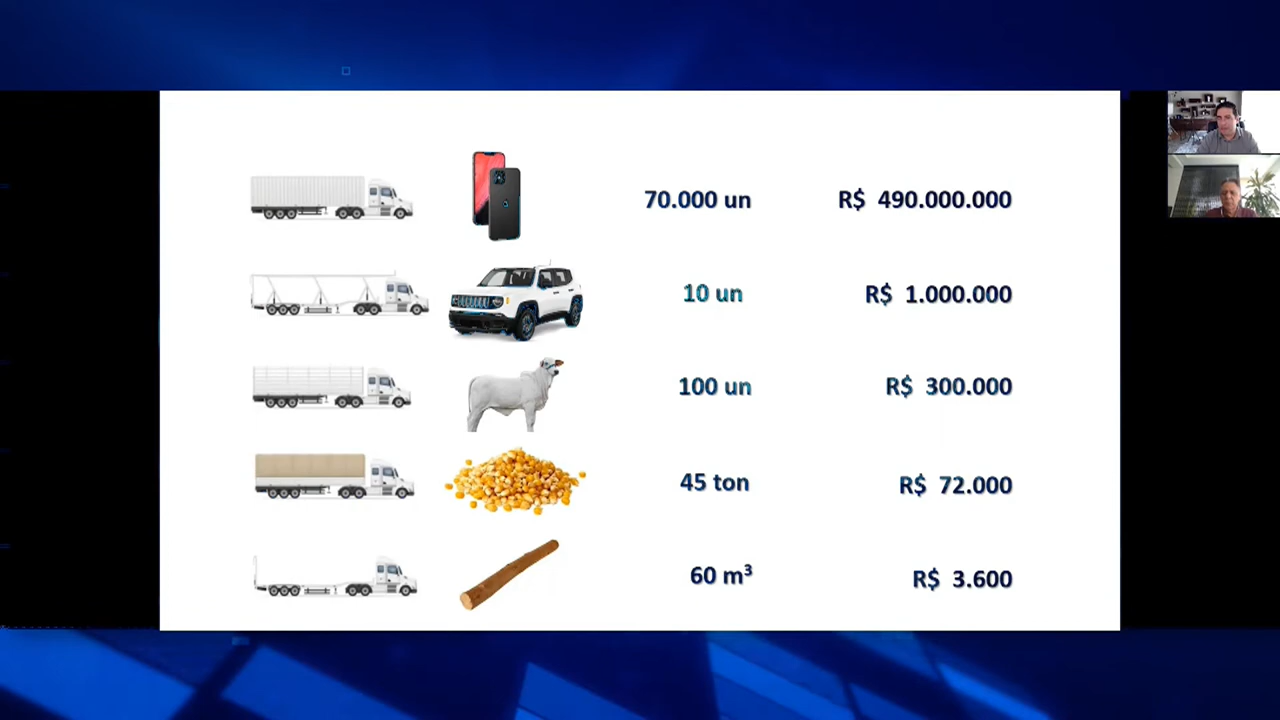 70.000 un R$ 490.000.000
10 un R$ 1.000.000
100 un R$ 300.000
45 ton R$ 72.000
60 m³ R$ 3.600